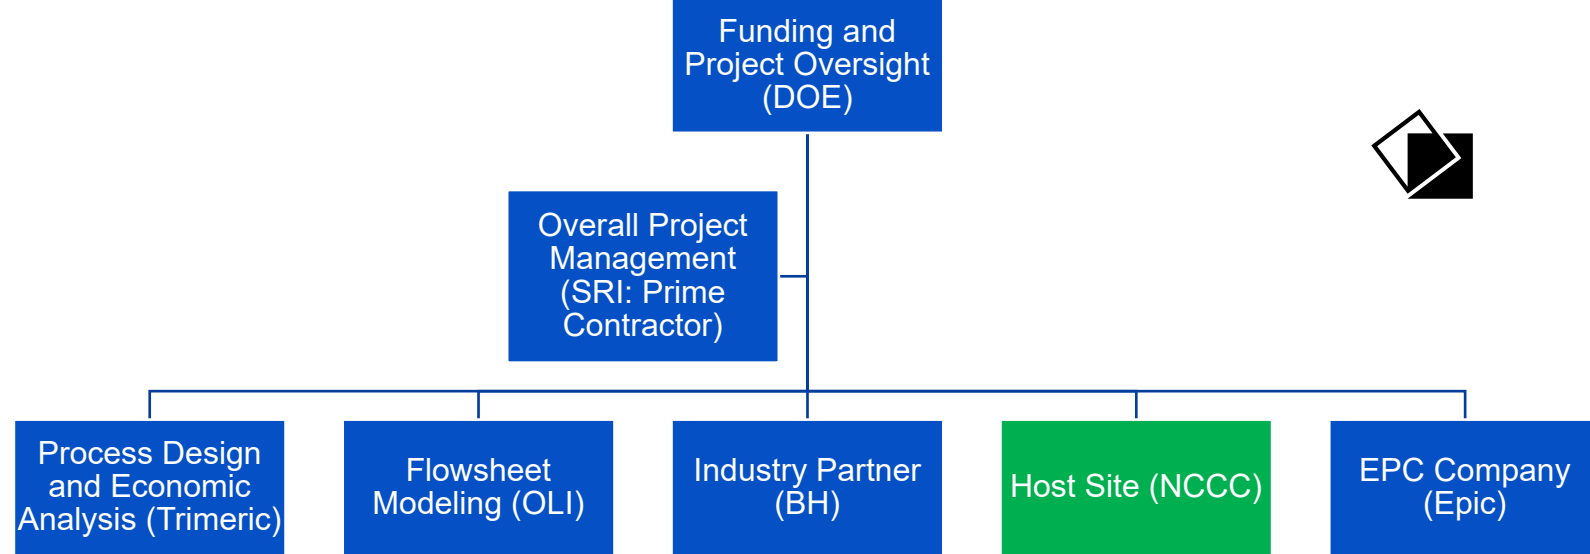 Funding and
Project Oversight
(DOE)
Overall Project
Management
(SRI: Prime
Contractor)
Process Design
and Economic
Analysis (Trimeric)
Flowsheet
Modeling (OLI)
Industry Partner
(BH)
Host Site (NCCC)
EPC Company
(Epic)